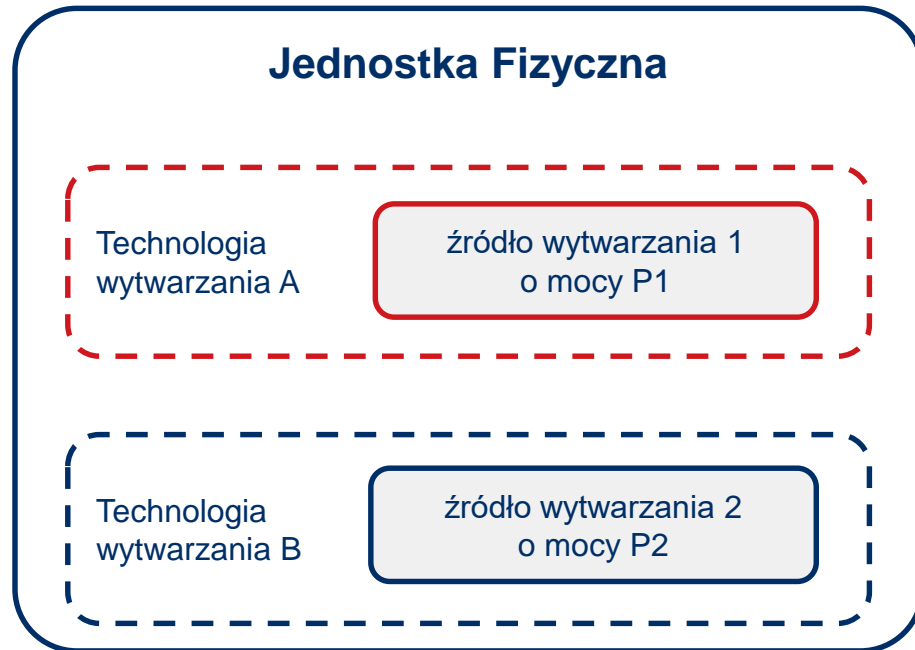 Jednostka Fizyczna
Technologia
wytwarzania A
źródło wytwarzania 1
o mocy P1
Technologia
wytwarzania B
źródło wytwarzania 2
o mocy P2